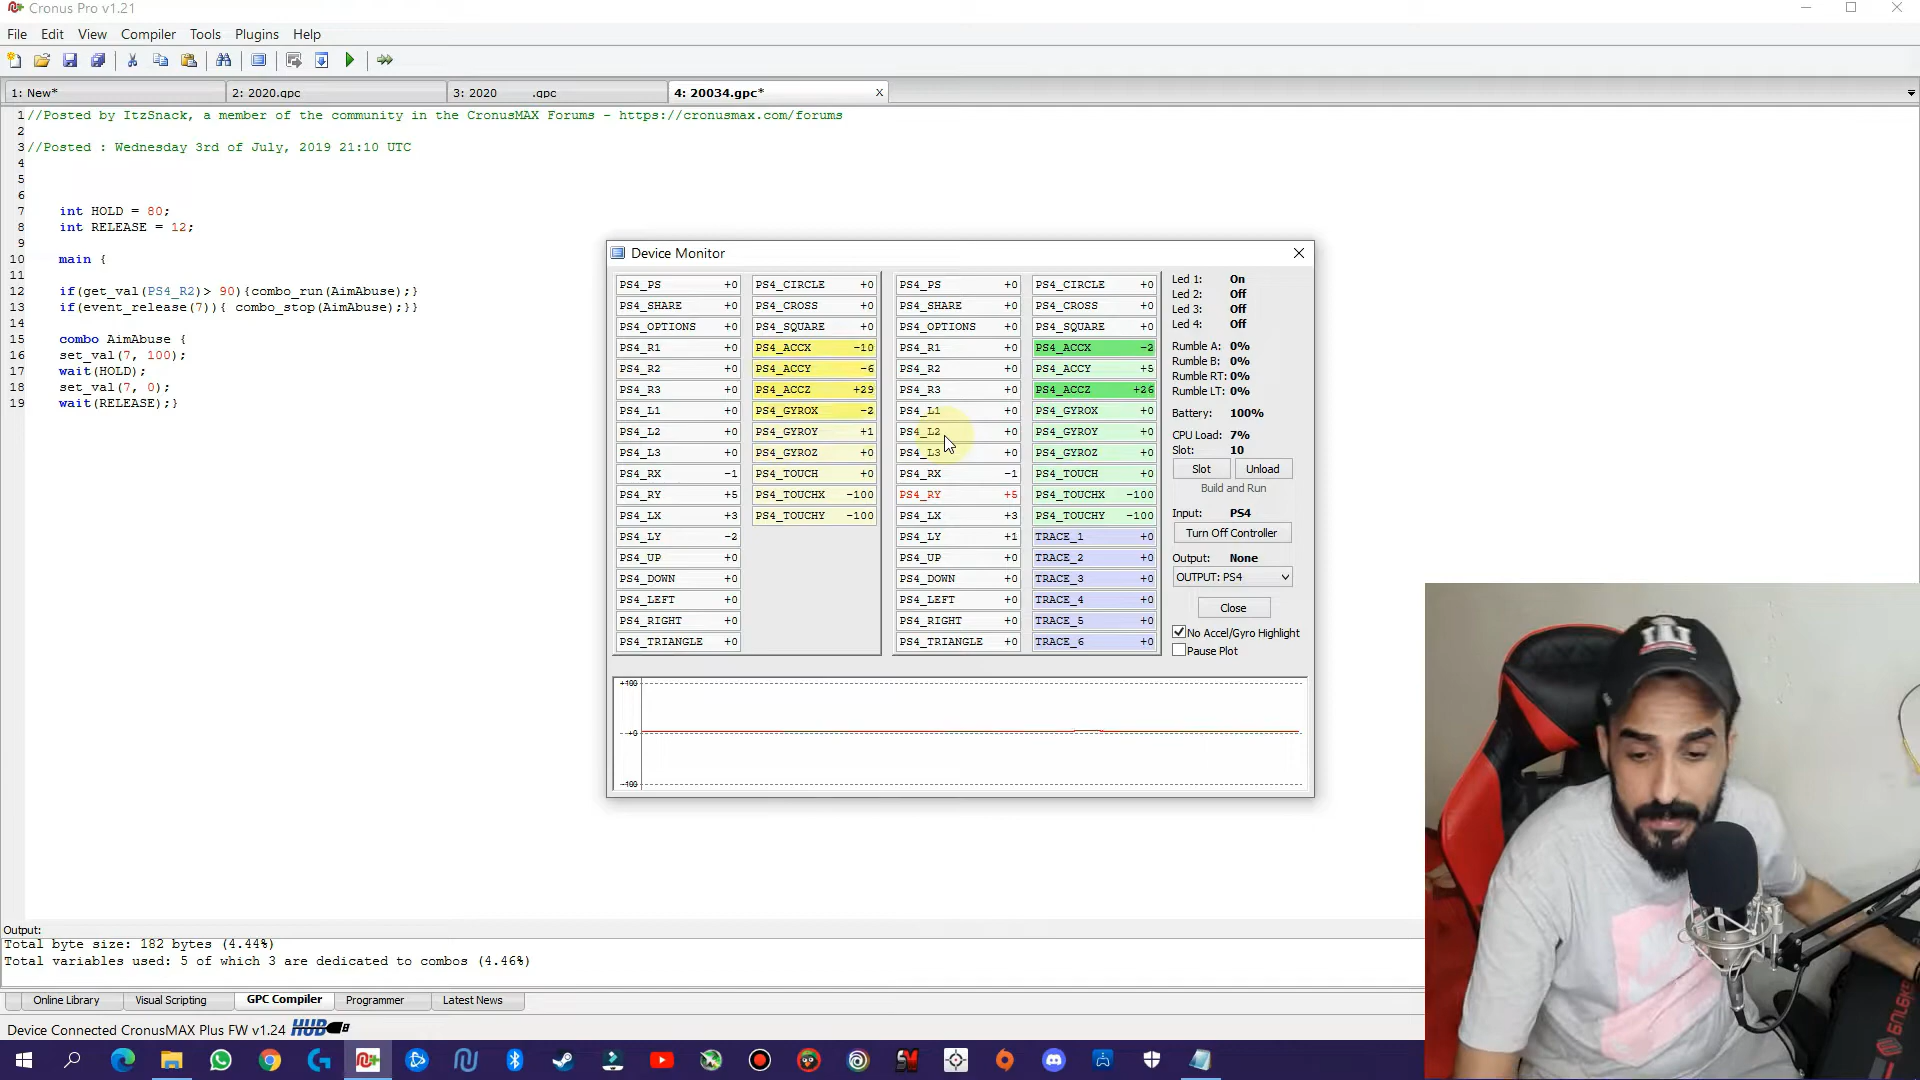 Cronus Pro v1.21
File Edit View Compiler Tools Plugins Help
1: New* 2: 2020.gpc 3: 2020 .gpc 4: 20034.gpc* x
1 //Posted by ItzSnack, a member of the community in the CronusMAX Forums - https://cronusmax.com/forums
2
3 //Posted : Wednesday 3rd of July, 2019 21:10 UTC
4
5
6
7 int HOLD = 80;
8 int RELEASE = 12;
9
10 main {
11
12 if(get_val(PS4_R2)> 90){combo_run(AimAbuse);}
13 if(event_release(7)){ combo_stop(AimAbuse);}}
14
15 combo AimAbuse {
16 set_val(7, 100);
17 wait(HOLD);
18 set_val(7, 0);
19 wait(RELEASE);}
Device Monitor
PS4_PS +0 PS4_CIRCLE +0 PS4_PS +0 PS4_CIRCLE +0 Led 1: On
PS4_SHARE +0 PS4_CROSS +0 PS4_SHARE +0 PS4_CROSS +0 Led 2: Off
Led 3: Off
PS4_OPTIONS +0 PS4_SQUARE +0 PS4_OPTIONS +0 PS4_SQUARE +0 Led 4: Off
PS4_R1 +0 PS4_ACCX -10 PS4_R1 +0 PS4_ACCX -2 Rumble A: 0%
Rumble B: 0%
PS4_R2 +0 PS4_ACCY -6 PS4_R2 +0 PS4_ACCY +5 Rumble RT: 0%
PS4_R3 +0 PS4_ACCZ +29 PS4_R3 +0 PS4_ACCZ +26 Rumble LT: 0%
PS4_L1 +0 PS4_GYROX -2 PS4_L1 +0 PS4_GYROX +0 Battery: 100%
PS4_L2 +0 PS4_GYROY +1 PS4_L2 +0 PS4_GYROY +0 CPU Load: 7%
PS4_L3 +0 PS4_GYROZ +0 PS4_L3 +0 PS4_GYROZ +0 Slot: 10
PS4_RX -1 PS4_TOUCH +0 PS4_RX -1 PS4_TOUCH +0 Slot Unload
PS4_RY +5 PS4_TOUCHX -100 PS4_RY +5 PS4_TOUCHX -100 Build and Run
PS4_LX +3 PS4_TOUCHY -100 PS4_LX +3 PS4_TOUCHY -100 Input: PS4
PS4_LY -2 PS4_LY +1 TRACE_1 +0 Turn Off Controller
PS4_UP +0 PS4_UP +0 TRACE_2 +0 Output: None
PS4_DOWN +0 PS4_DOWN +0 TRACE_3 +0 OUTPUT: PS4
PS4_LEFT +0 PS4_LEFT +0 TRACE_4 +0 Close
PS4_RIGHT +0 PS4_RIGHT +0 TRACE_5 +0 No Accel/Gyro Highlight
PS4_TRIANGLE +0 PS4_TRIANGLE +0 TRACE_6 +0 Pause Plot
+100
+0
-100
Output:
Total byte size: 182 bytes (4.44%)
Total variables used: 5 of which 3 are dedicated to combos (4.46%)
Online Library Visual Scripting GPC Compiler Programmer Latest News
Device Connected CronusMAX Plus FW v1.24 HUB